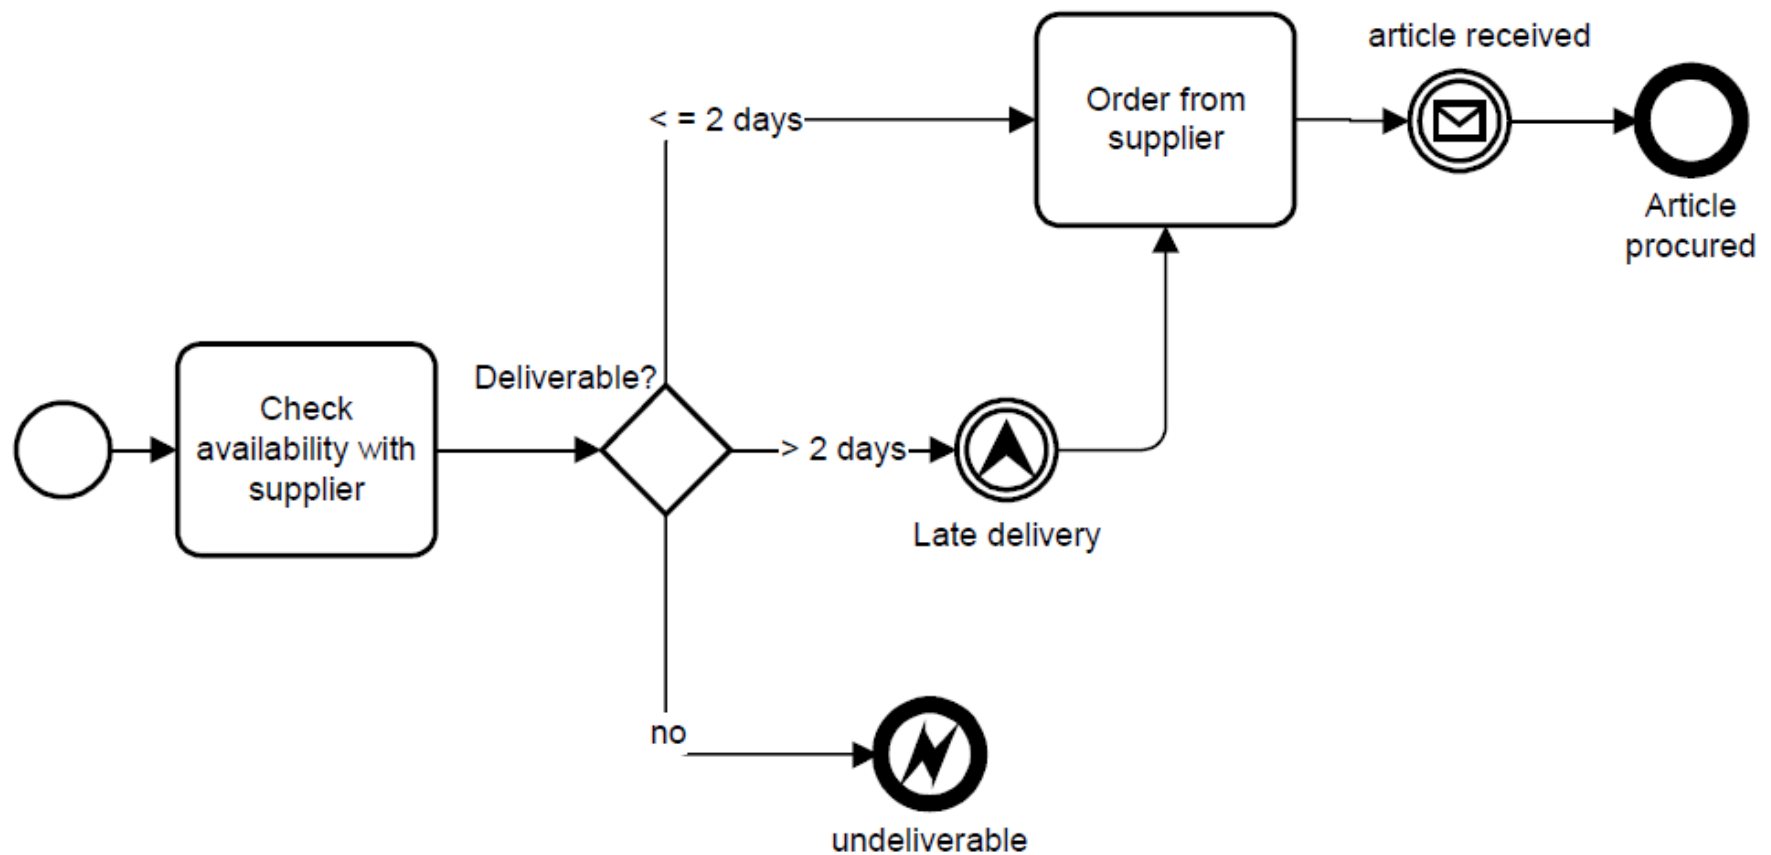 article received
Order from
supplier
< = 2 days
Article
procured
Deliverable?
Check
availability with
supplier
> 2 days
Late delivery
no
undeliverable